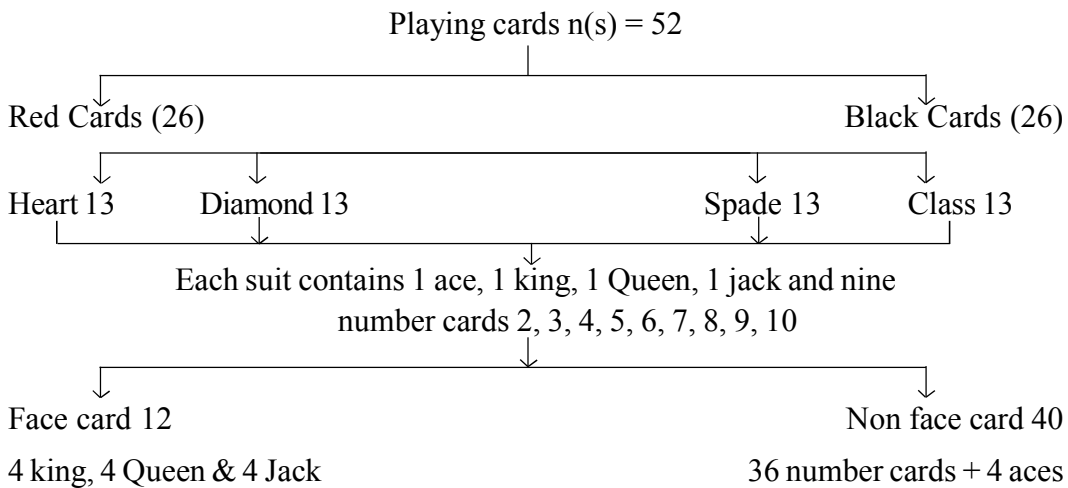 Playing cards n(s) = 52
Red Cards (26) Black Cards (26)
Heart 13 Diamond 13 Spade 13 Class 13
Each suit contains 1 ace, 1 king, 1 Queen, 1 jack and nine
number cards 2, 3, 4, 5, 6, 7, 8, 9, 10
Face card 12 Non face card 40
4 king, 4 Queen & 4 Jack 36 number cards + 4 aces